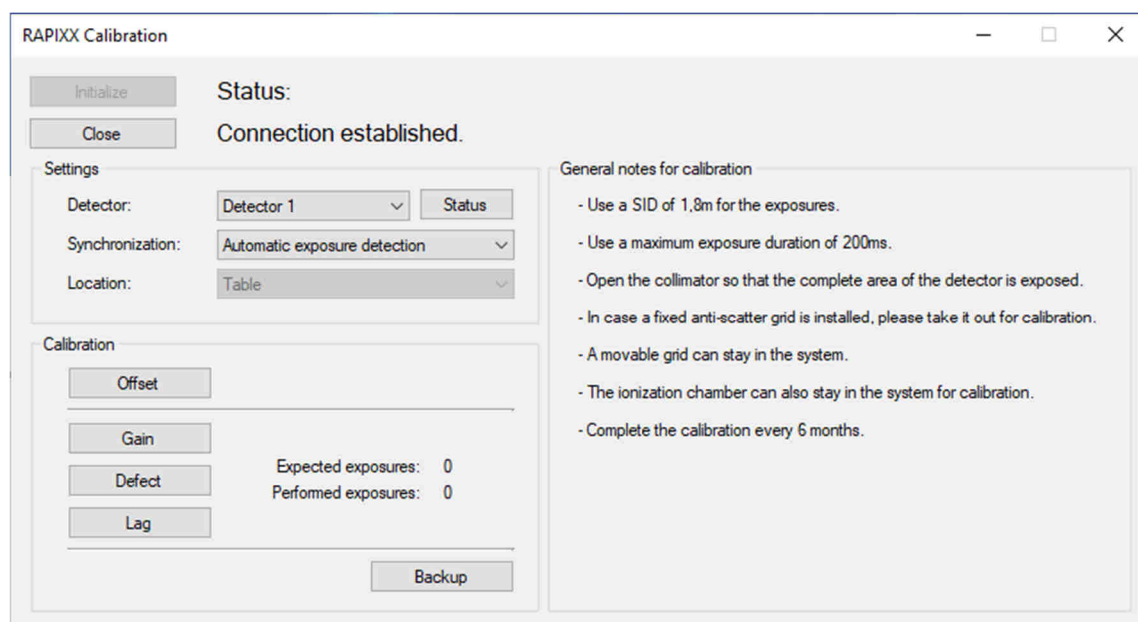 RAPIXX Calibration
Initialize
Status:
Close
Connection established.
Settings
Detector:
Detector 1
Status
Synchronization:
Automatic exposure detection
Location:
Table
Calibration
Offset
Gain
Defect
Lag
Expected exposures: 0
Performed exposures: 0
Backup
General notes for calibration
- Use a SID of 1,8m for the exposures.
- Use a maximum exposure duration of 200ms.
- Open the collimator so that the complete area of the detector is exposed.
- In case a fixed anti-scatter grid is installed, please take it out for calibration.
- A movable grid can stay in the system.
- The ionization chamber can also stay in the system for calibration.
- Complete the calibration every 6 months.